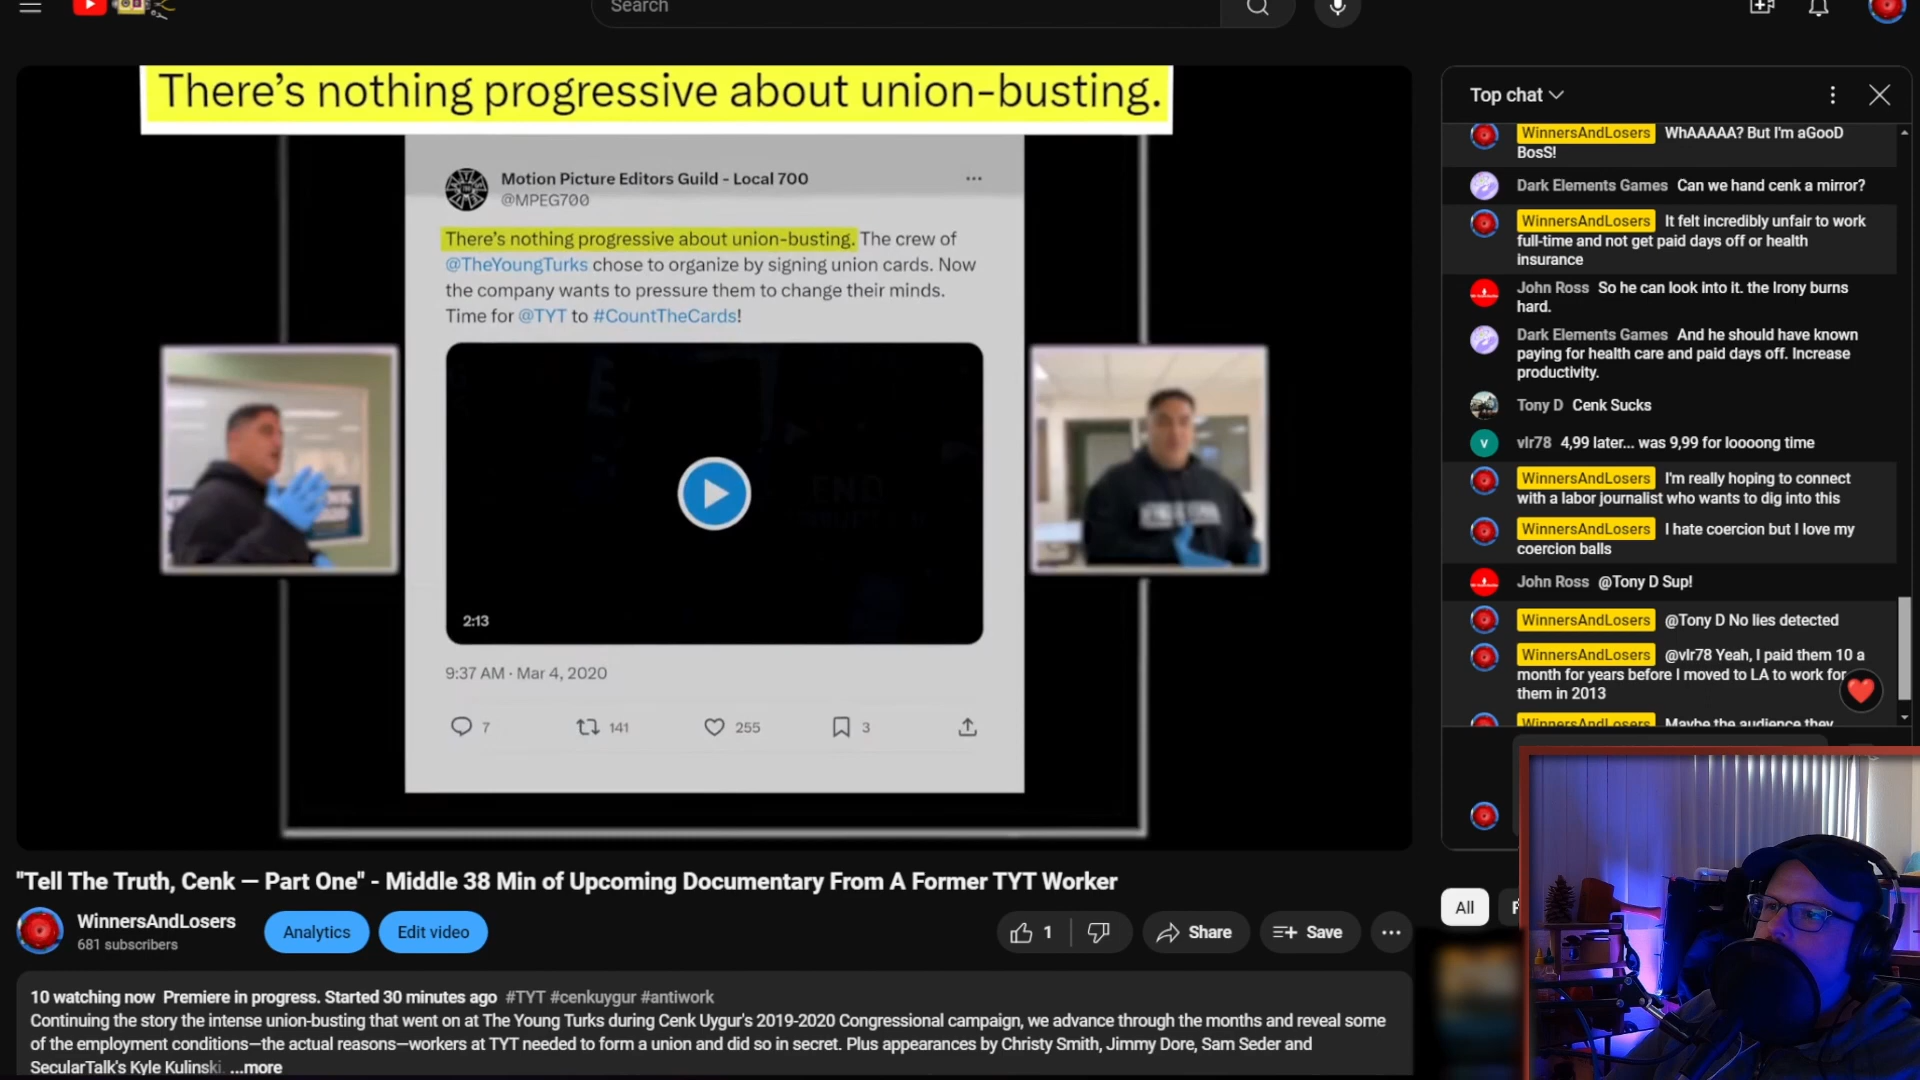 Search
There's nothing progressive about union-busting.
Motion Picture Editors Guild - Local 700
@MPEG700
There's nothing progressive about union-busting. The crew of
@TheYoungTurks chose to organize by signing union cards. Now
the company wants to pressure them to change their minds.
Time for @TYT to #CountTheCards!
2:13
9:37 AM · Mar 4, 2020
7 141 255 3
Top chat
WinnersAndLosers WhAAAAA? But I'm aGooD
BosS!
Dark Elements Games Can we hand cenk a mirror?
WinnersAndLosers It felt incredibly unfair to work
full-time and not get paid days off or health
insurance
John Ross So he can look into it. the Irony burns
hard.
Dark Elements Games And he should have known
paying for health care and paid days off. Increase
productivity.
Tony D Cenk Sucks
v vlr78 4,99 later... was 9,99 for loooong time
WinnersAndLosers I'm really hoping to connect
with a labor journalist who wants to dig into this
WinnersAndLosers I hate coercion but I love my
coercion balls
John Ross @Tony D Sup!
WinnersAndLosers @Tony D No lies detected
WinnersAndLosers @vlr78 Yeah, I paid them 10 a
month for years before I moved to LA to work for
them in 2013
WinnersAndLosers Maybe the audience they
All
"Tell The Truth, Cenk — Part One" - Middle 38 Min of Upcoming Documentary From A Former TYT Worker
WinnersAndLosers
681 subscribers
Analytics
Edit video
1
Share
Save
10 watching now Premiere in progress. Started 30 minutes ago #TYT #cenkuygur #antiwork
Continuing the story the intense union-busting that went on at The Young Turks during Cenk Uygur's 2019-2020 Congressional campaign, we advance through the months and reveal some
of the employment conditions—the actual reasons—workers at TYT needed to form a union and did so in secret. Plus appearances by Christy Smith, Jimmy Dore, Sam Seder and
SecularTalk's Kyle Kulinski. ...more